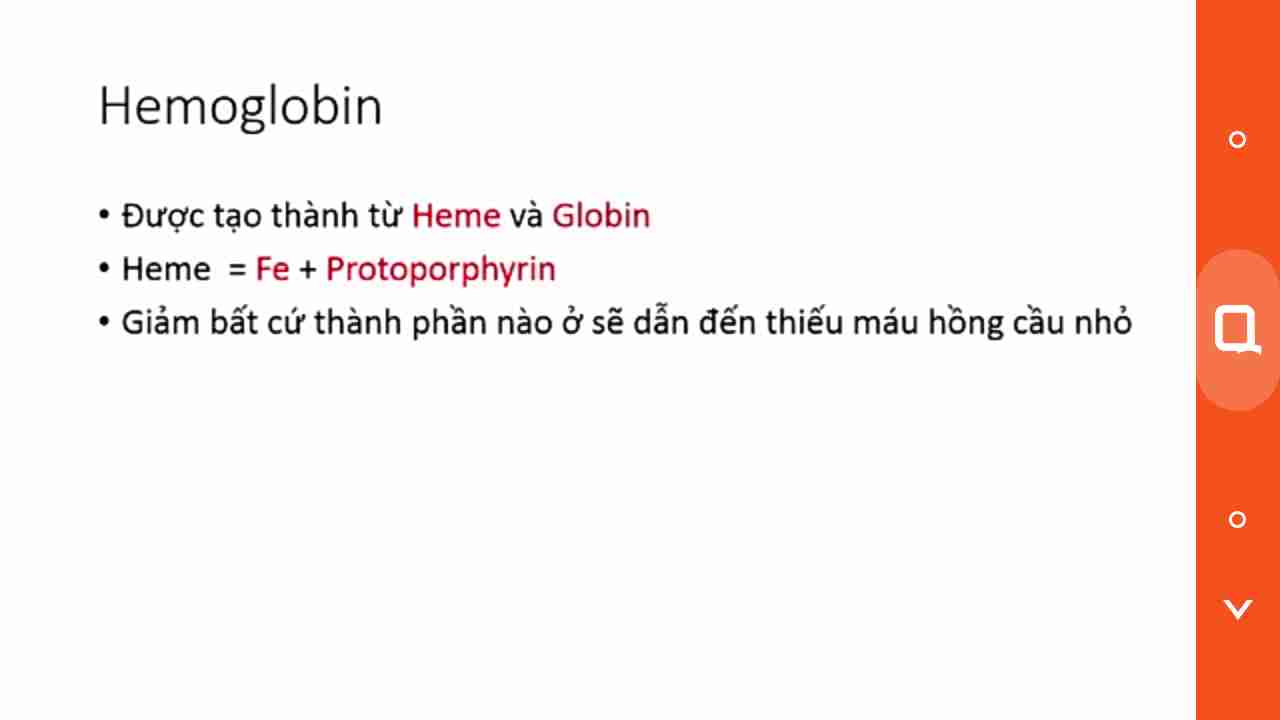 Hemoglobin
• Được tạo thành từ Heme và Globin
• Heme = Fe + Protoporphyrin
• Giảm bất cứ thành phần nào ở sẽ dẫn đến thiếu máu hồng cầu nhỏ